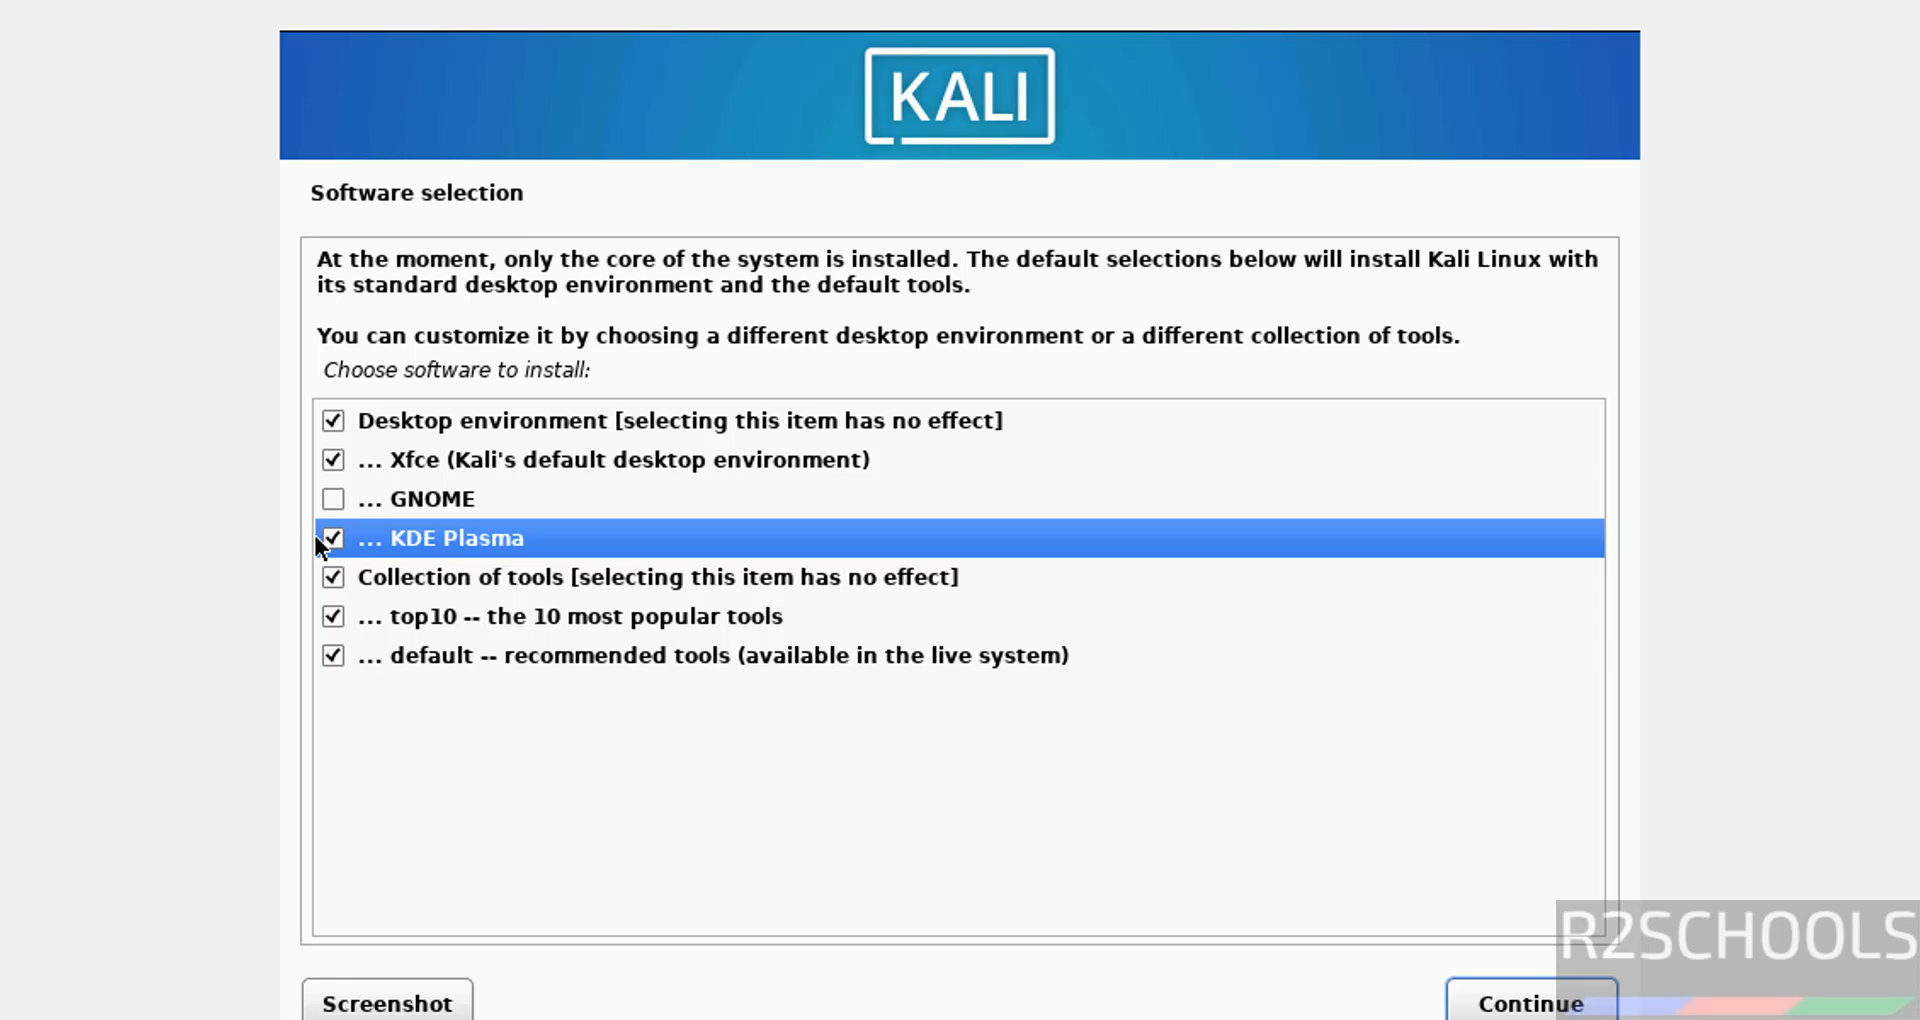 KALI
Software selection
At the moment, only the core of the system is installed. The default selections below will install Kali Linux with
its standard desktop environment and the default tools.
You can customize it by choosing a different desktop environment or a different collection of tools.
Choose software to install:
Desktop environment [selecting this item has no effect]
... Xfce (Kali's default desktop environment)
... GNOME
... KDE Plasma
Collection of tools [selecting this item has no effect]
... top10 -- the 10 most popular tools
... default -- recommended tools (available in the live system)
R2SCHOOLS
Screenshot
Continue